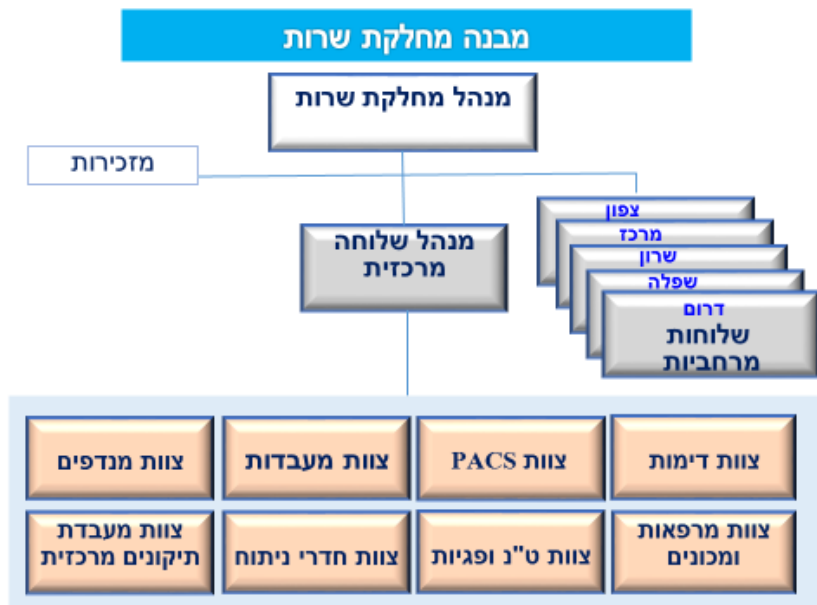 מבנה מחלקת שרות
מנהל מחלקת שרות
מזכירות
צפון
מרכז
שרון
שפלה
דרום
שלוחות
מרחביות
מנהל שלוחה
מרכזית
צוות דימות
צוות PACS
צוות מעבדות
צוות מנדפים
צוות מרפאות
ומכונים
צוות ט"נ ופגיות
צוות חדרי ניתוח
צוות מעבדת
תיקונים מרכזית